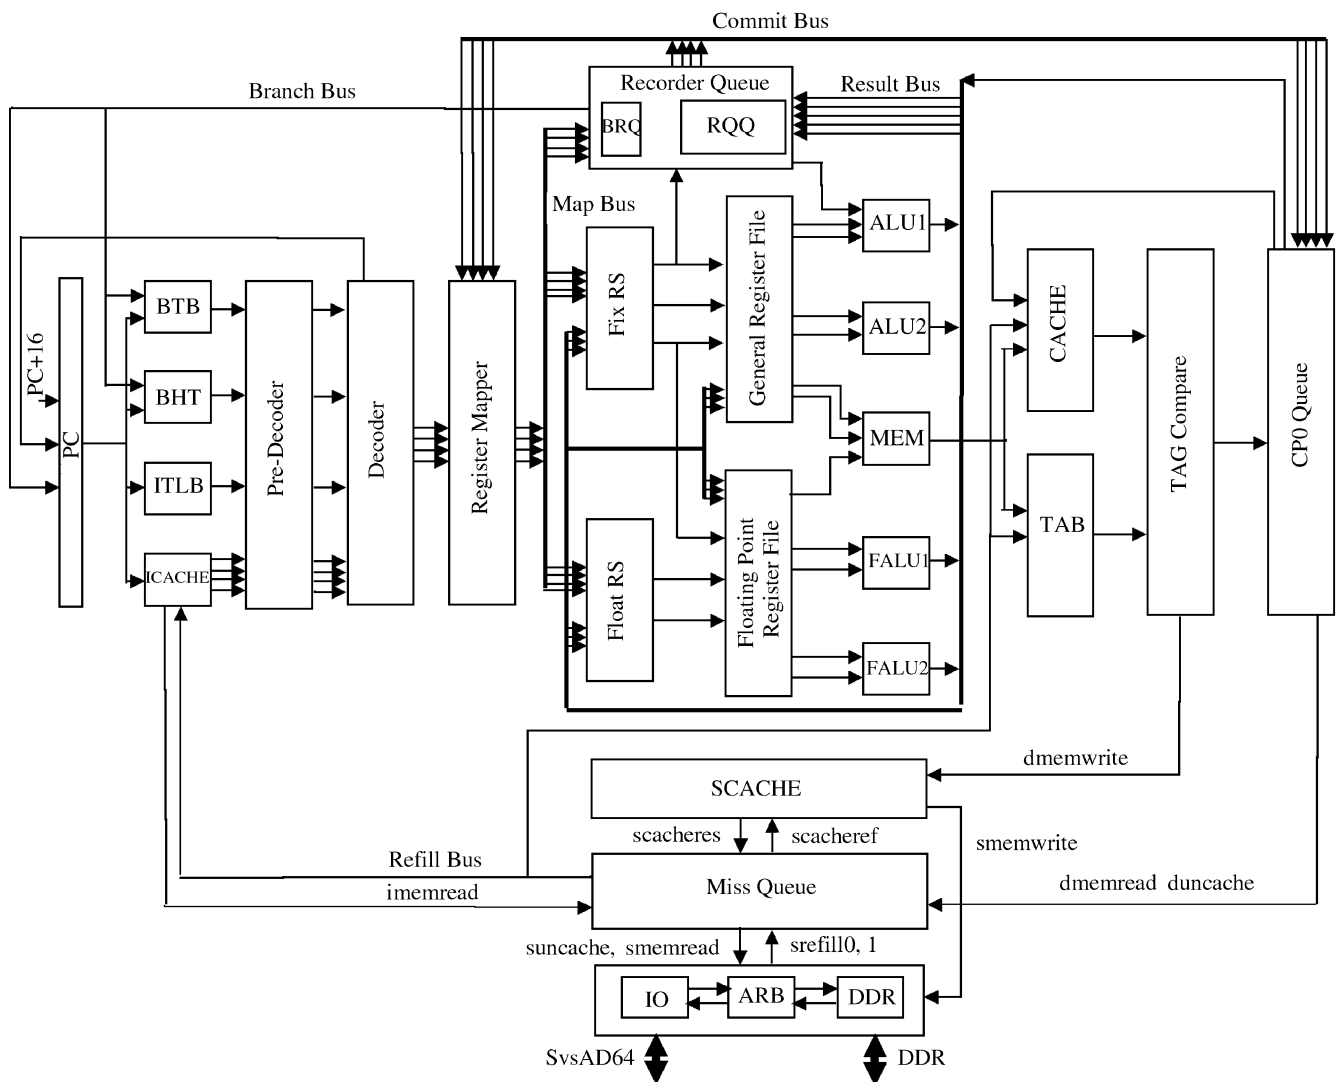 Commit Bus
Recorder Queue
Result Bus
Branch Bus
BRQ
RQQ
Map Bus
ALU1
General Register File
Fix RS
BTB
CACHE
ALU2
PC+16
BHT
Pre-Decoder
Decoder
Register Mapper
MEM
TAG Compare
CP0 Queue
PC
ITLB
TAB
ICACHE
Float RS
Floating Point
Register File
FALU1
FALU2
dmemwrite
SCACHE
scacheres
scacheref
smemwrite
Refill Bus
imemread
Miss Queue
dmemread duncache
suncache, smemread
srefill0, 1
IO
ARB
DDR
SvsAD64
DDR